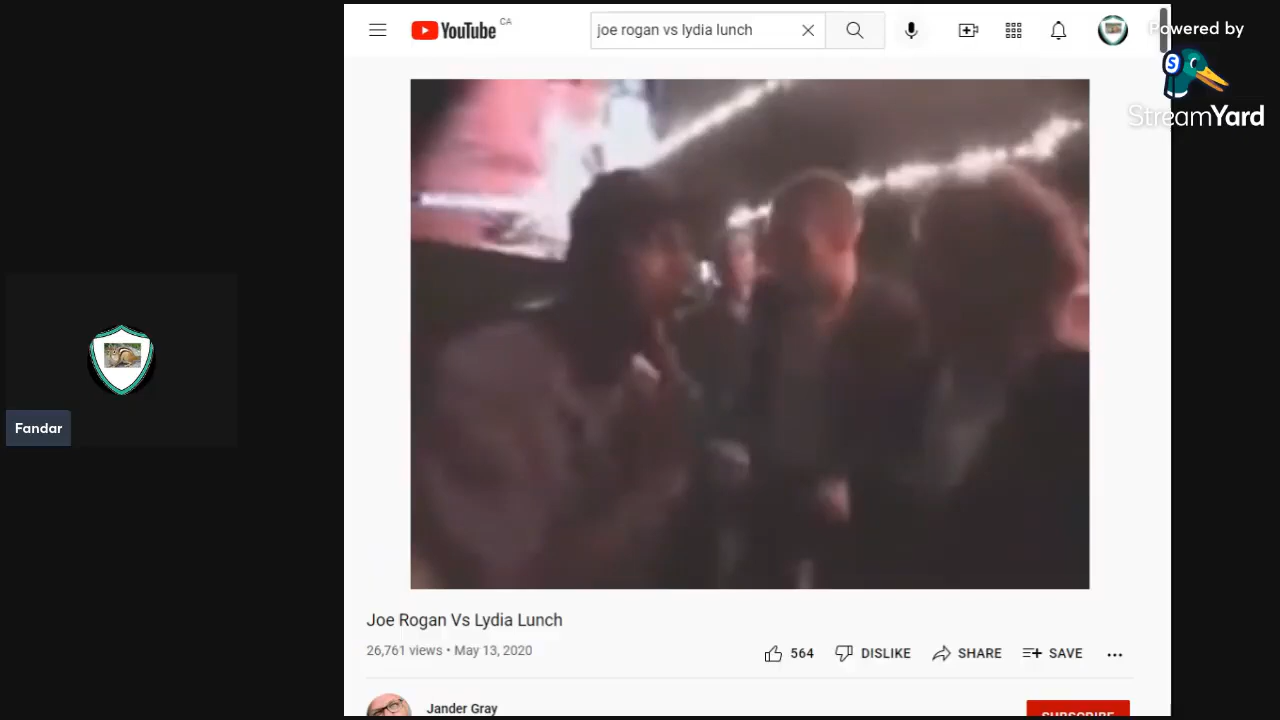 YouTube CA
joe rogan vs lydia lunch
Powered by
S
StreamYard
Fandar
Joe Rogan Vs Lydia Lunch
26,761 views • May 13, 2020
564 DISLIKE SHARE SAVE
Jander Gray
SUBSCRIBE